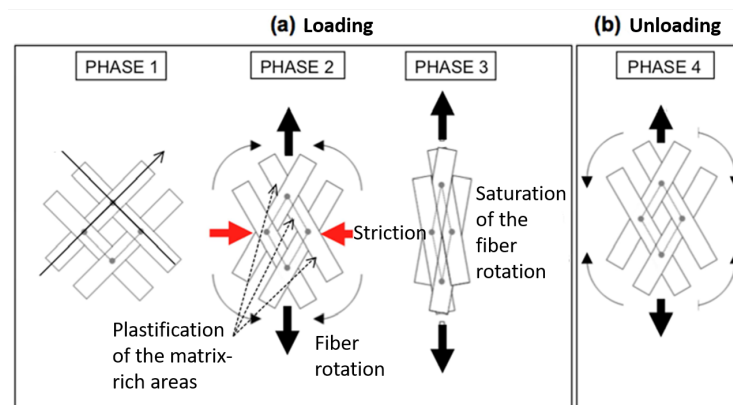 (a) Loading
(b) Unloading
PHASE 1
PHASE 2
PHASE 3
PHASE 4
Striction
Saturation
of the
fiber
rotation
Plastification
of the matrix-
rich areas
Fiber
rotation